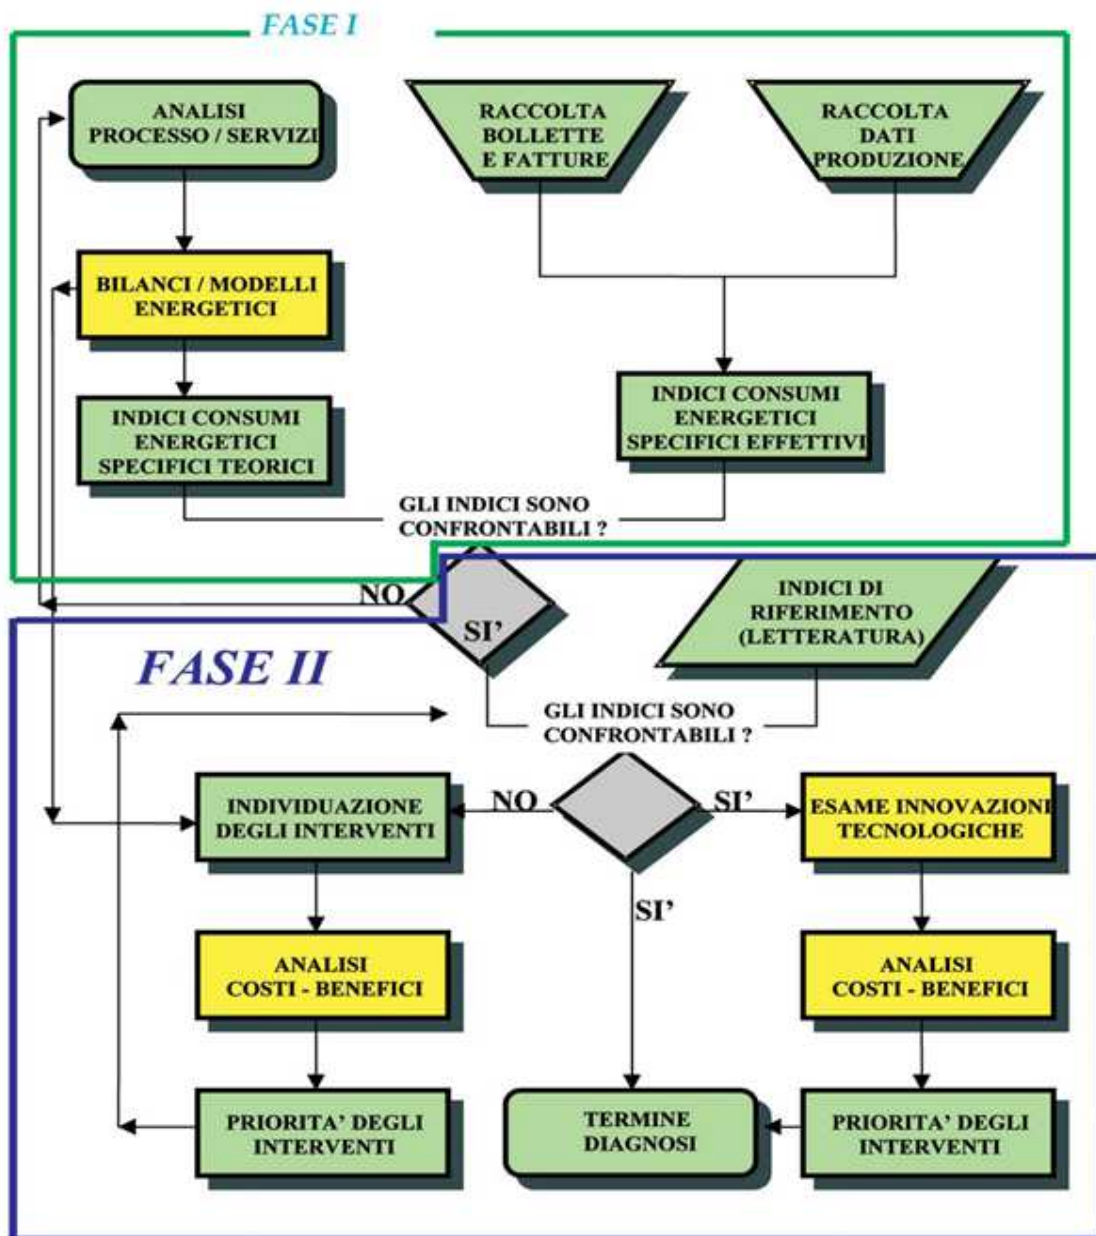 FASE I
ANALISI
PROCESSO / SERVIZI
RACCOLTA
BOLLETTE
E FATTURE
RACCOLTA
DATI
PRODUZIONE
BILANCI / MODELLI
ENERGETICI
INDICI CONSUMI
ENERGETICI
SPECIFICI TEORICI
INDICI CONSUMI
ENERGETICI
SPECIFICI EFFETTIVI
GLI INDICI SONO
CONFRONTABILI ?
NO
SI’
INDICI DI
RIFERIMENTO
(LETTERATURA)
FASE II
GLI INDICI SONO
CONFRONTABILI ?
INDIVIDUAZIONE
DEGLI INTERVENTI
NO
SI’
ESAME INNOVAZIONI
TECNOLOGICHE
SI’
ANALISI
COSTI - BENEFICI
ANALISI
COSTI - BENEFICI
PRIORITA’ DEGLI
INTERVENTI
TERMINE
DIAGNOSI
PRIORITA’ DEGLI
INTERVENTI